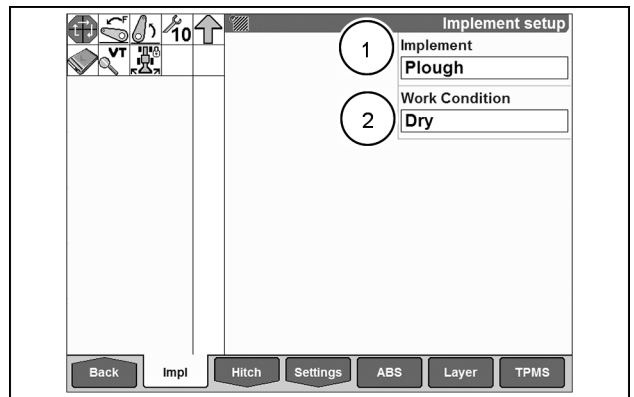 F
10
VT
Implement setup
1
Implement
Plough
2
Work Condition
Dry
Back
Impl
Hitch
Settings
ABS
Layer
TPMS